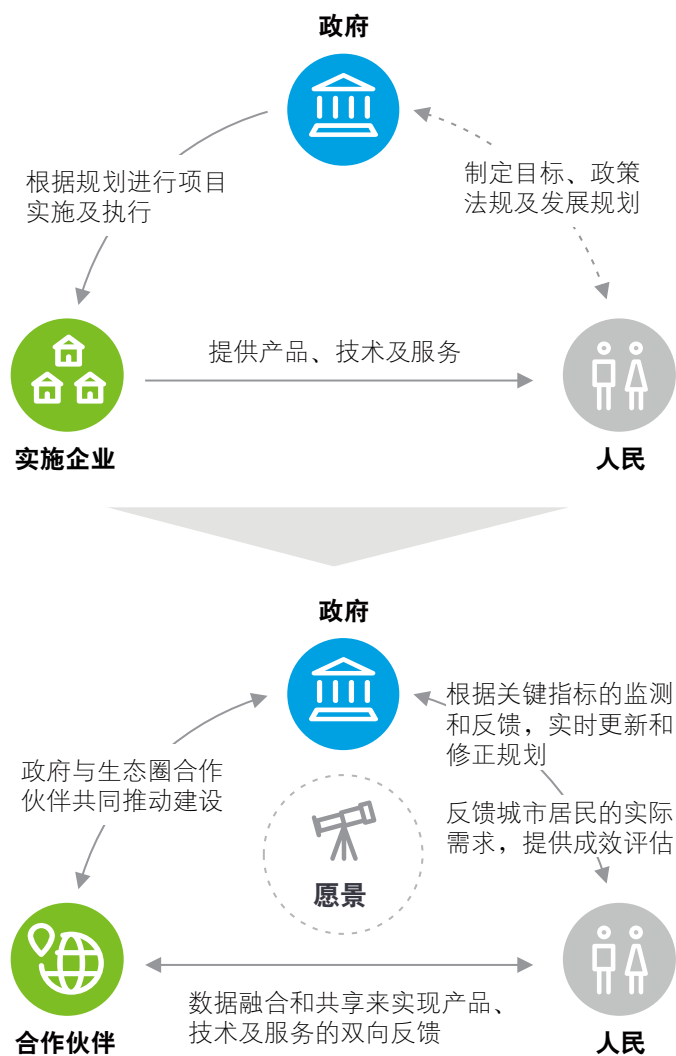 政府
根据规划进行项目
实施及执行
制定目标、政策
法规及发展规划
提供产品、技术及服务
实施企业
人民
政府
根据关键指标的监测
和反馈，实时更新和
修正规划
政府与生态圈合作
伙伴共同推动建设
反馈城市居民的实际
需求，提供成效评估
愿景
数据融合和共享来实现产品、
技术及服务的双向反馈
合作伙伴
人民